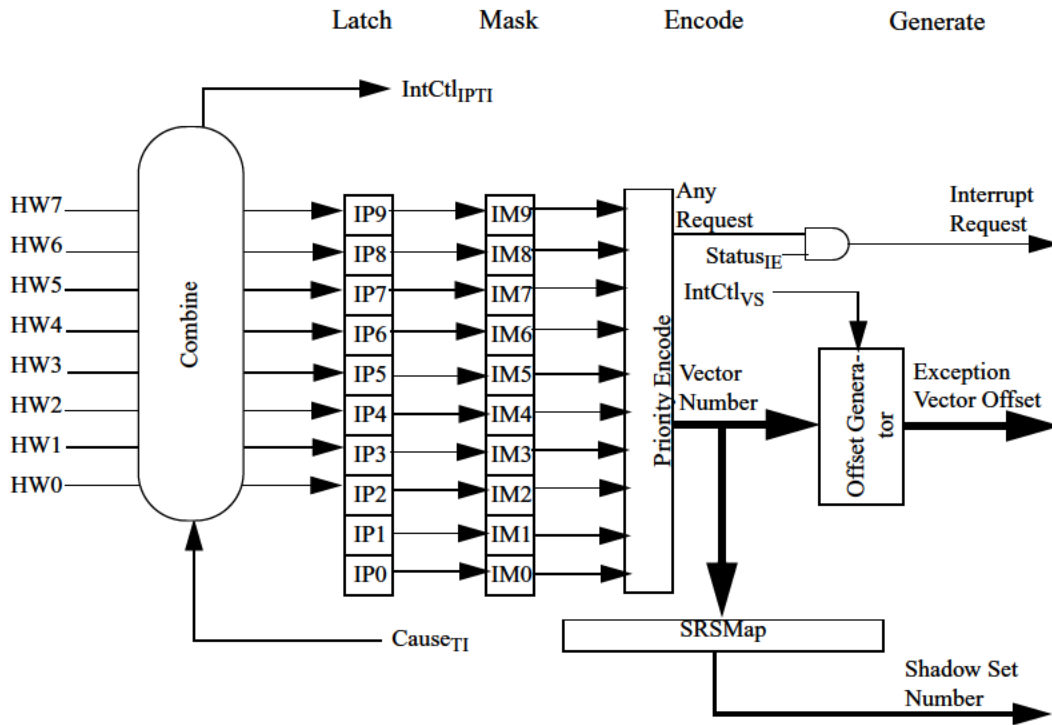 Latch Mask Encode Generate
IntCtlIPTI
HW7
HW6
HW5
HW4
HW3
HW2
HW1
HW0
Combine
CauseTI
IP9
IP8
IP7
IP6
IP5
IP4
IP3
IP2
IP1
IP0
IM9
IM8
IM7
IM6
IM5
IM4
IM3
IM2
IM1
IM0
Priority Encode
Any
Request
StatusIE
IntCtlVS
Vector
Number
Offset Genera-
tor
Interrupt
Request
Exception
Vector Offset
SRSMap
Shadow Set
Number